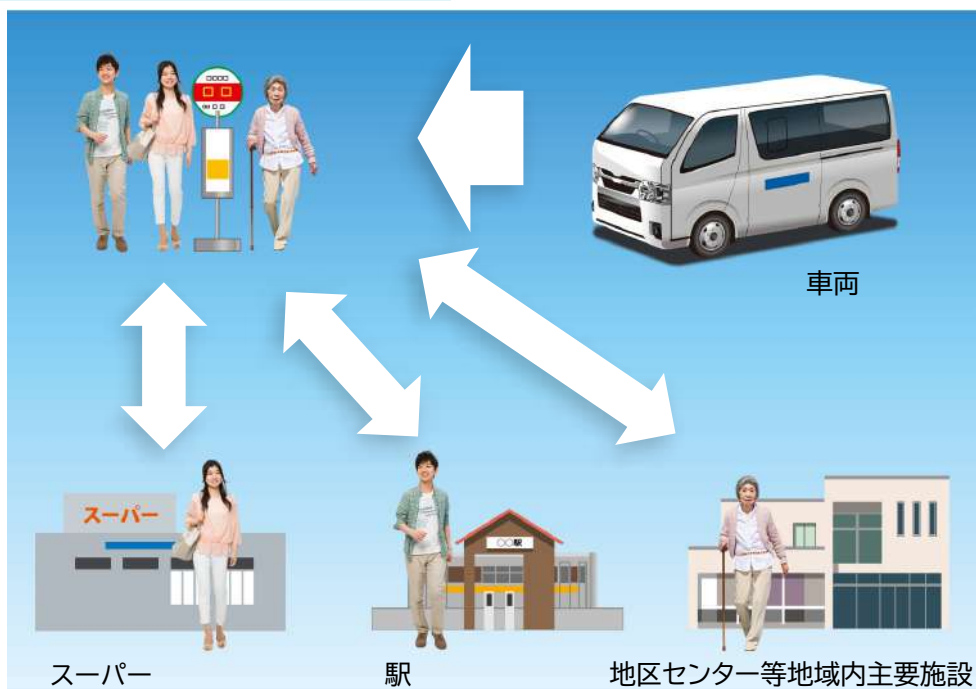 車両
スーパー
〇〇駅
スーパー
駅
地区センター等地域内主要施設